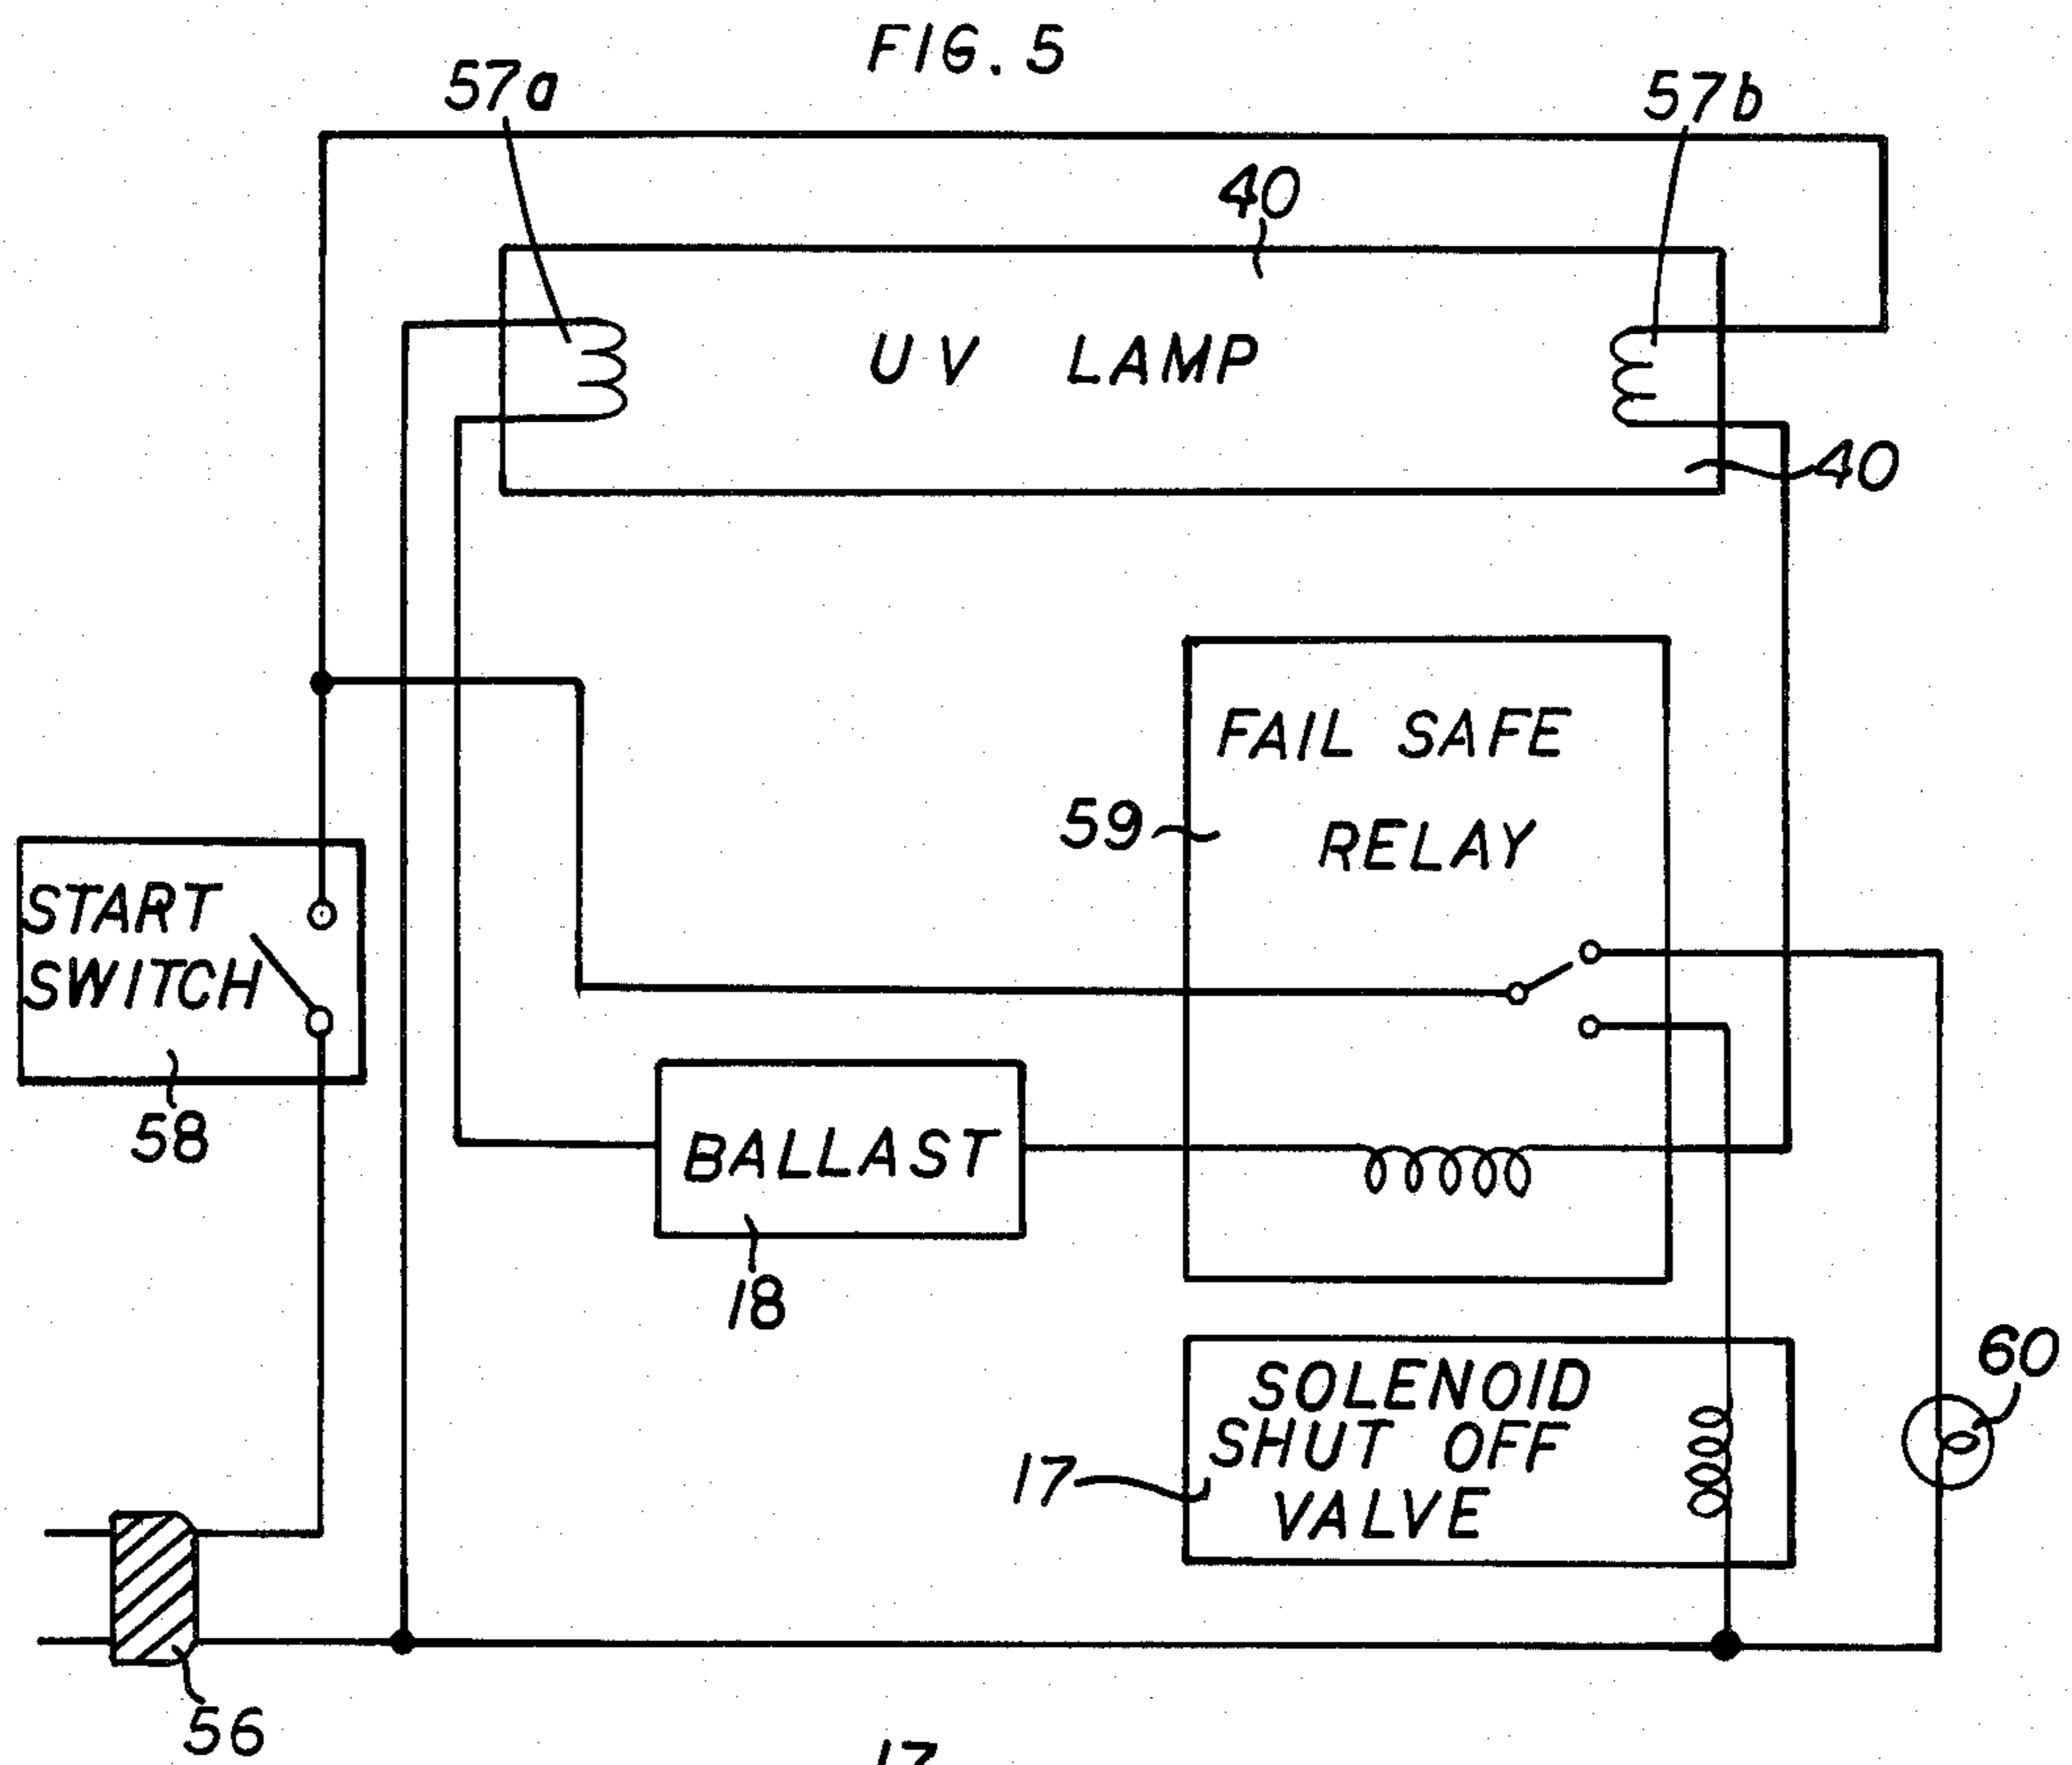 FIG. 5
57a
57b
40
UV LAMP
40
FAIL SAFE
RELAY
59
START
SWITCH
58
BALLAST
18
SOLENOID
SHUT OFF
VALVE
17
60
56
17